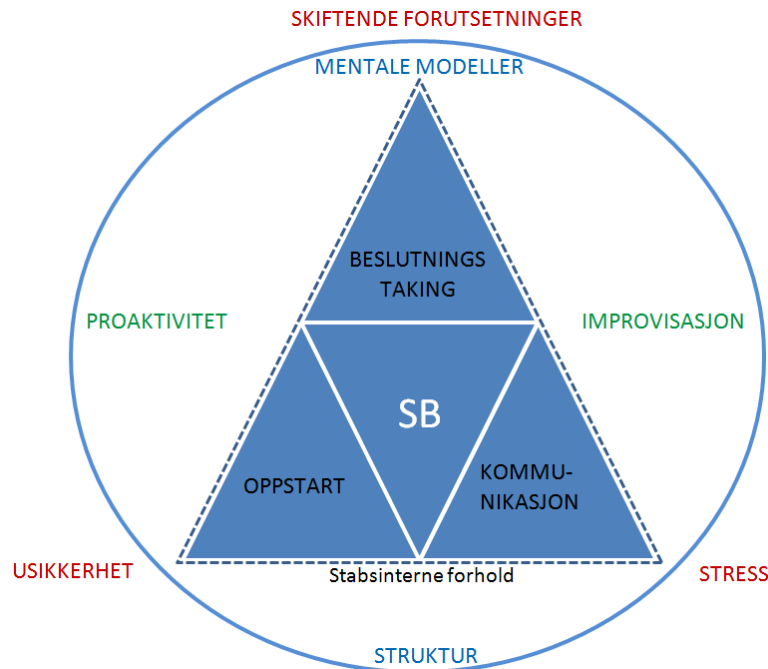 SKIFTENDE FORUTSETNINGER
MENTALE MODELLER
BESLUTNINGS
TAKING
PROAKTIVITET
IMPROVISASJON
SB
OPPSTART
KOMMU-
NIKASJON
USIKKERHET
Stabsinterne forhold
STRESS
STRUKTUR